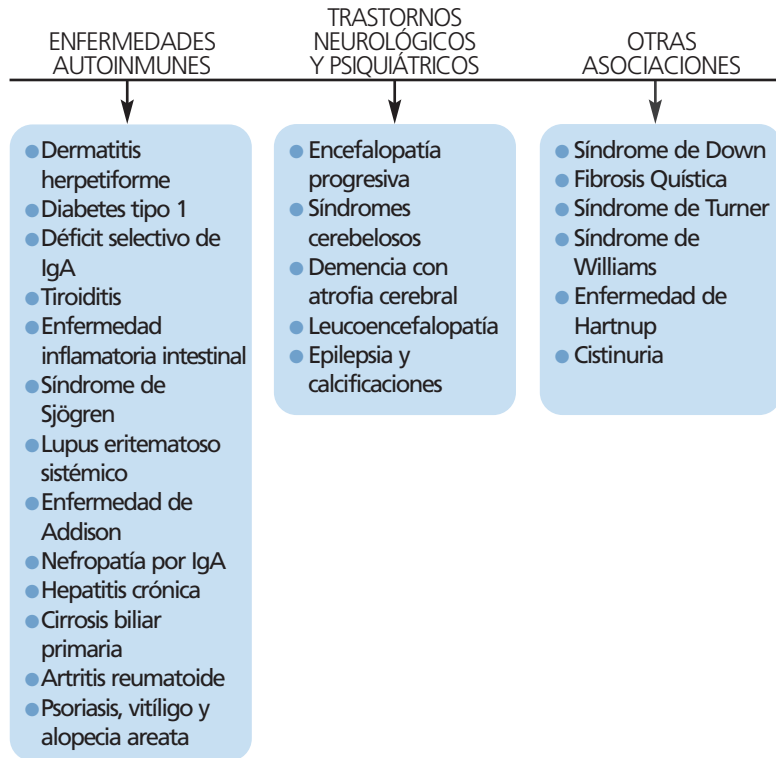 ENFERMEDADES
AUTOINMUNES
TRASTORNOS
NEUROLÓGICOS
Y PSIQUIÁTRICOS
OTRAS
ASOCIACIONES
● Dermatitis
herpetiforme
● Diabetes tipo 1
● Déficit selectivo de
IgA
● Tiroiditis
● Enfermedad
inflamatoria intestinal
● Síndrome de
Sjögren
● Lupus eritematoso
sistémico
● Enfermedad de
Addison
● Nefropatía por IgA
● Hepatitis crónica
● Cirrosis biliar
primaria
● Artritis reumatoide
● Psoriasis, vitíligo y
alopecia areata
● Encefalopatía
progresiva
● Síndromes
cerebelosos
● Demencia con
atrofia cerebral
● Leucoencefalopatía
● Epilepsia y
calcificaciones
● Síndrome de Down
● Fibrosis Quística
● Síndrome de Turner
● Síndrome de
Williams
● Enfermedad de
Hartnup
● Cistinuria